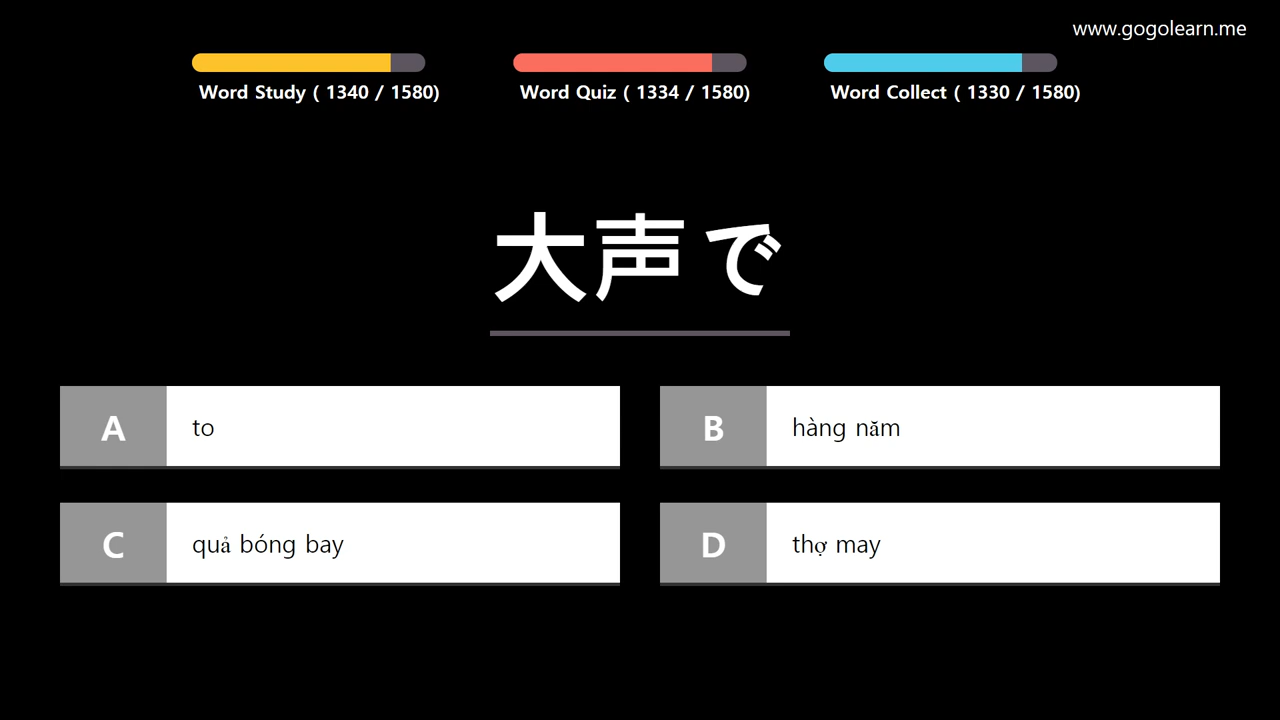 www.gogolearn.me
Word Study ( 1340 / 1580)
Word Quiz ( 1334 / 1580)
Word Collect ( 1330 / 1580)
大声で
A to
B hàng năm
C quả bóng bay
D thợ may